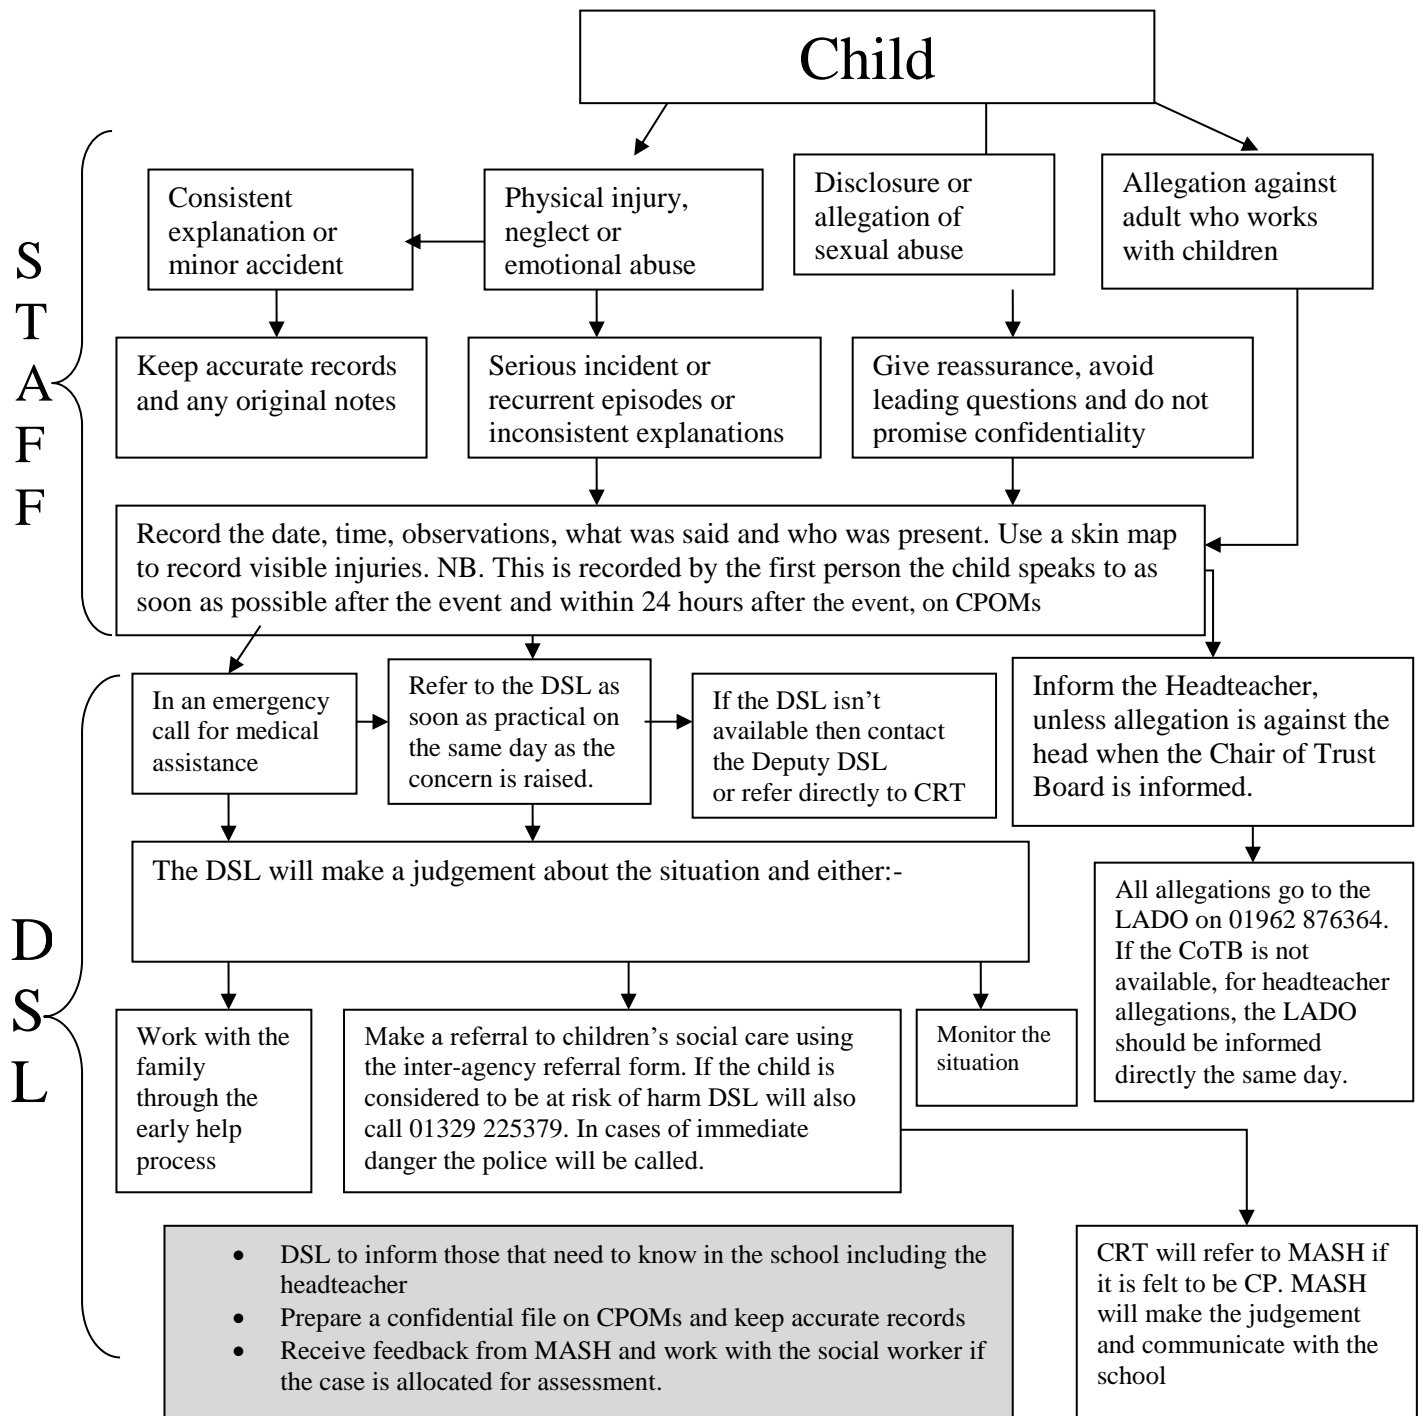 Child
Consistent
explanation or
minor accident
Physical injury,
neglect or
emotional abuse
Disclosure or
allegation of
sexual abuse
Allegation against
adult who works
with children
S
T
A
F
F
Keep accurate records
and any original notes
Serious incident or
recurrent episodes or
inconsistent explanations
Give reassurance, avoid
leading questions and do not
promise confidentiality
Record the date, time, observations, what was said and who was present. Use a skin map
to record visible injuries. NB. This is recorded by the first person the child speaks to as
soon as possible after the event and within 24 hours after the event, on CPOMs
In an emergency
call for medical
assistance
Refer to the DSL as
soon as practical on
the same day as the
concern is raised.
If the DSL isn’t
available then contact
the Deputy DSL
or refer directly to CRT
Inform the Headteacher,
unless allegation is against the
head when the Chair of Trust
Board is informed.
The DSL will make a judgement about the situation and either:-
All allegations go to the
LADO on 01962 876364.
If the CoTB is not
available, for headteacher
allegations, the LADO
should be informed
directly the same day.
D
S
L
Work with the
family
through the
early help
process
Make a referral to children’s social care using
the inter-agency referral form. If the child is
considered to be at risk of harm DSL will also
call 01329 225379. In cases of immediate
danger the police will be called.
Monitor the
situation
• DSL to inform those that need to know in the school including the
headteacher
• Prepare a confidential file on CPOMs and keep accurate records
• Receive feedback from MASH and work with the social worker if
the case is allocated for assessment.
CRT will refer to MASH if
it is felt to be CP. MASH
will make the judgement
and communicate with the
school